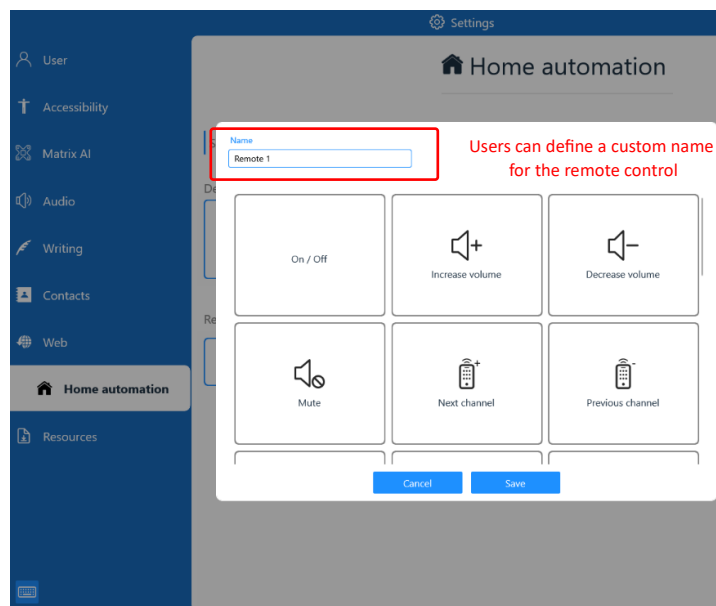 Settings
User
Accessibility
Matrix AI
Audio
Writing
Contacts
Web
Home automation
Resources
Home automation
Name
Remote 1
Users can define a custom name
for the remote control
On / Off
Increase volume
Decrease volume
Mute
Next channel
Previous channel
Cancel
Save